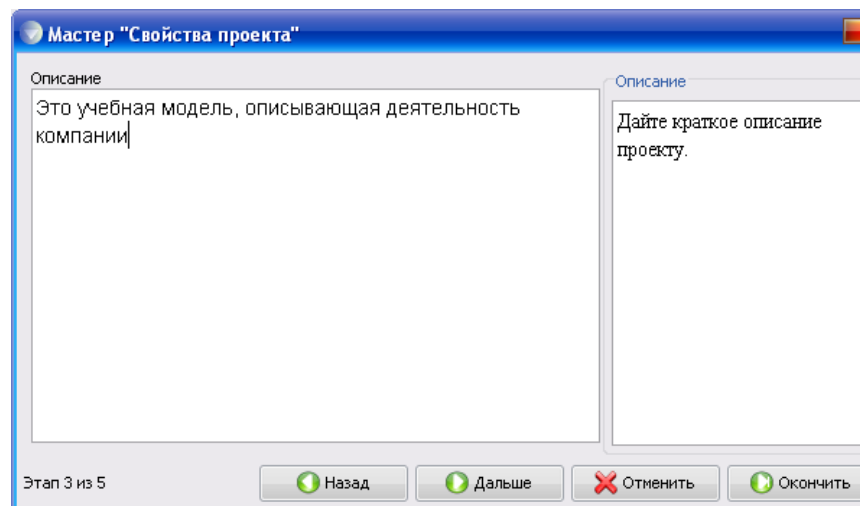 Мастер "Свойства проекта"
Описание
Это учебная модель, описывающая деятельность
компании
Описание
Дайте краткое описание
проекту.
Этап 3 из 5
Назад
Дальше
Отменить
Окончить